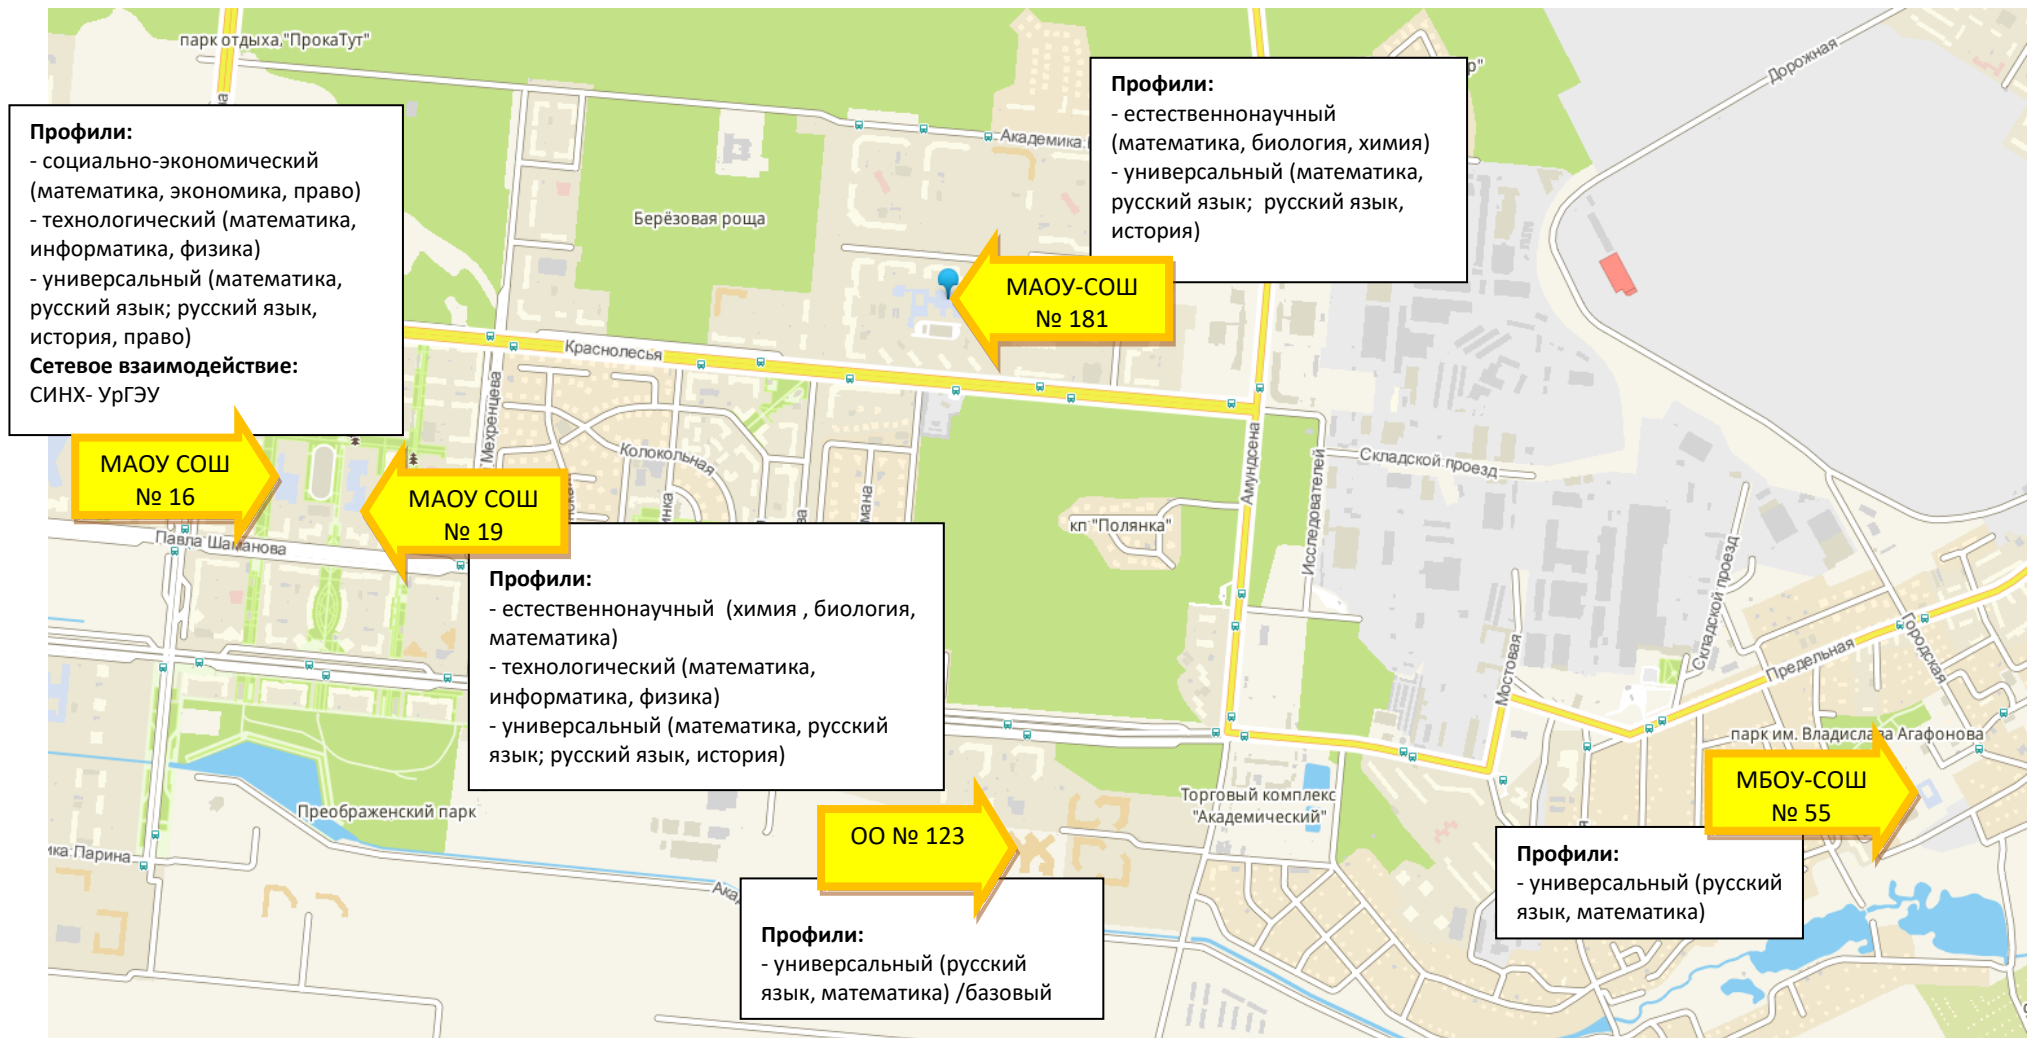 парк отдыха "ПрокаТут"
Дорожная
Профили:
- социально-экономический
(математика, экономика, право)
- технологический (математика,
информатика, физика)
- универсальный (математика,
русский язык; русский язык,
история, право)
Сетевое взаимодействие:
СИНХ- УрГЭУ
Профили:
- естественнонаучный
(математика, биология, химия)
- универсальный (математика,
русский язык;  русский язык,
история)
Академика
Берёзовая роща
МАОУ-СОШ
№ 181
Краснолесья
Мехренцева
Колокольная
МАОУ СОШ
№ 16
МАОУ СОШ
№ 19
Павла Шаманова
кп "Полянка"
Амундсена
Исследователей
Складской проезд
Складской проезд
Мостовая
Предельная
Городская
Профили:
- естественнонаучный  (химия , биология,
математика)
- технологический (математика,
информатика, физика)
- универсальный (математика, русский
язык; русский язык, история)
парк им. Владислава Агафонова
МБОУ-СОШ
№ 55
Преображенский парк
Торговый комплекс
"Академический"
ОО № 123
ика Парина
Профили:
- универсальный (русский
язык, математика)
Профили:
- универсальный (русский
язык, математика) /базовый